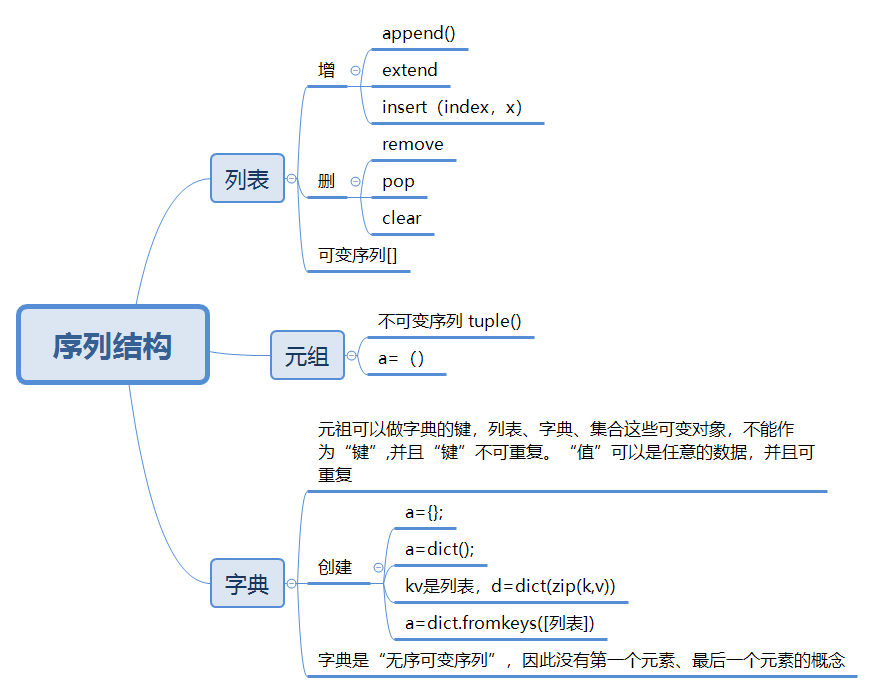 序列结构
列表
增
append()
extend
insert（index，x）
删
remove
pop
clear
可变序列[]
元组
不可变序列 tuple()
a=（）
字典
元祖可以做字典的键，列表、字典、集合这些可变对象，不能作
为“键”,并且“键”不可重复。“值”可以是任意的数据，并且可
重复
创建
a={};
a=dict();
kv是列表，d=dict(zip(k,v))
a=dict.fromkeys([列表])
字典是“无序可变序列”，因此没有第一个元素、最后一个元素的概念